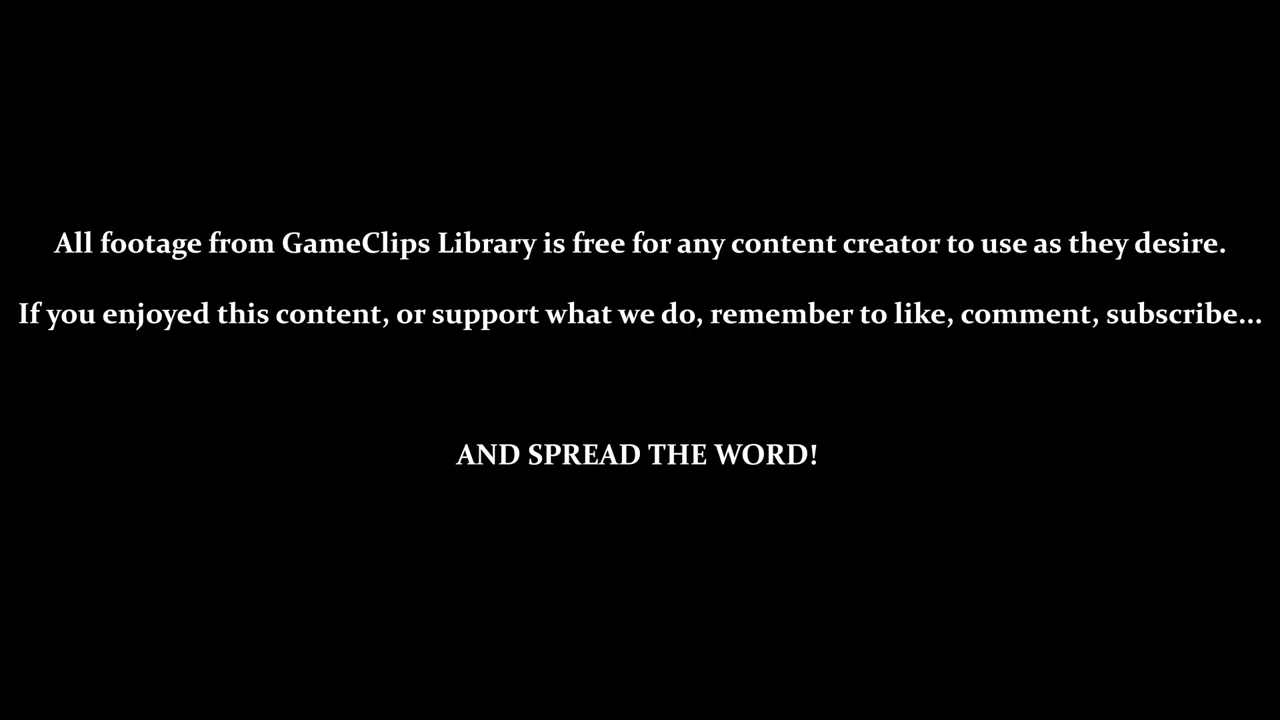 All footage from GameClips Library is free for any content creator to use as they desire.
If you enjoyed this content, or support what we do, remember to like, comment, subscribe...
AND SPREAD THE WORD!